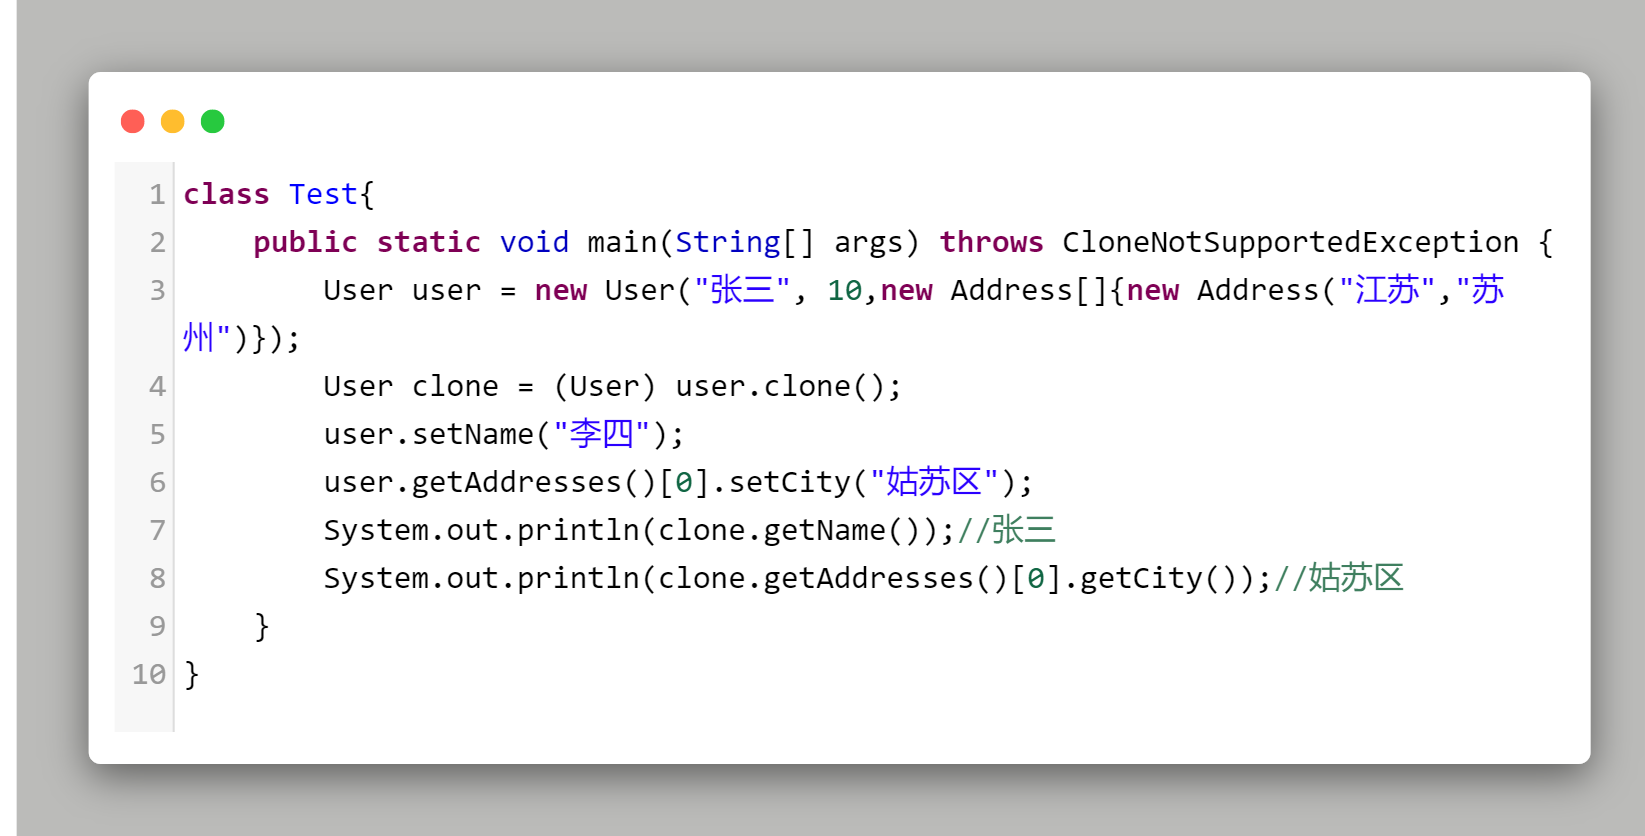 1 class Test{
2     public static void main(String[] args) throws CloneNotSupportedException {
3         User user = new User("张三", 10,new Address[]{new Address("江苏","苏
州")});
4         User clone = (User) user.clone();
5         user.setName("李四");
6         user.getAddresses()[0].setCity("姑苏区");
7         System.out.println(clone.getName());//张三
8         System.out.println(clone.getAddresses()[0].getCity());//姑苏区
9     }
10 }